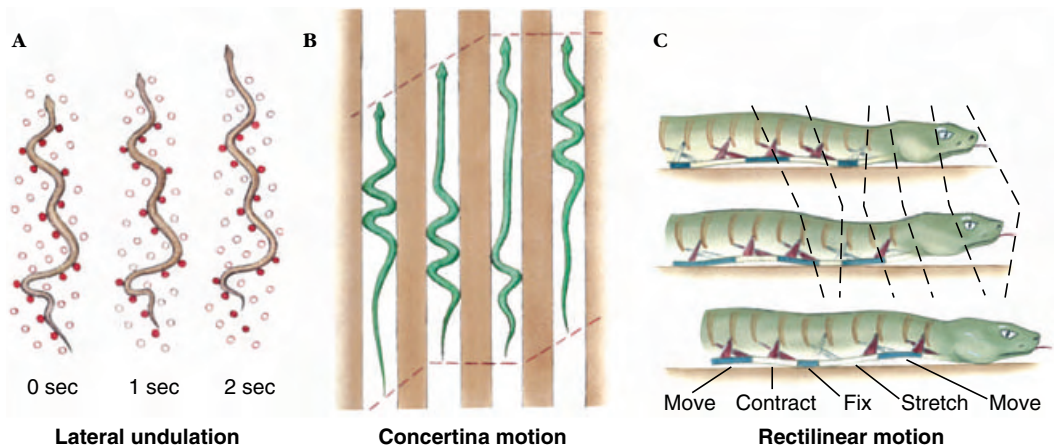 A
B
C
0 sec 1 sec 2 sec
Move Contract Fix Stretch Move
Lateral undulation
Concertina motion
Rectilinear motion